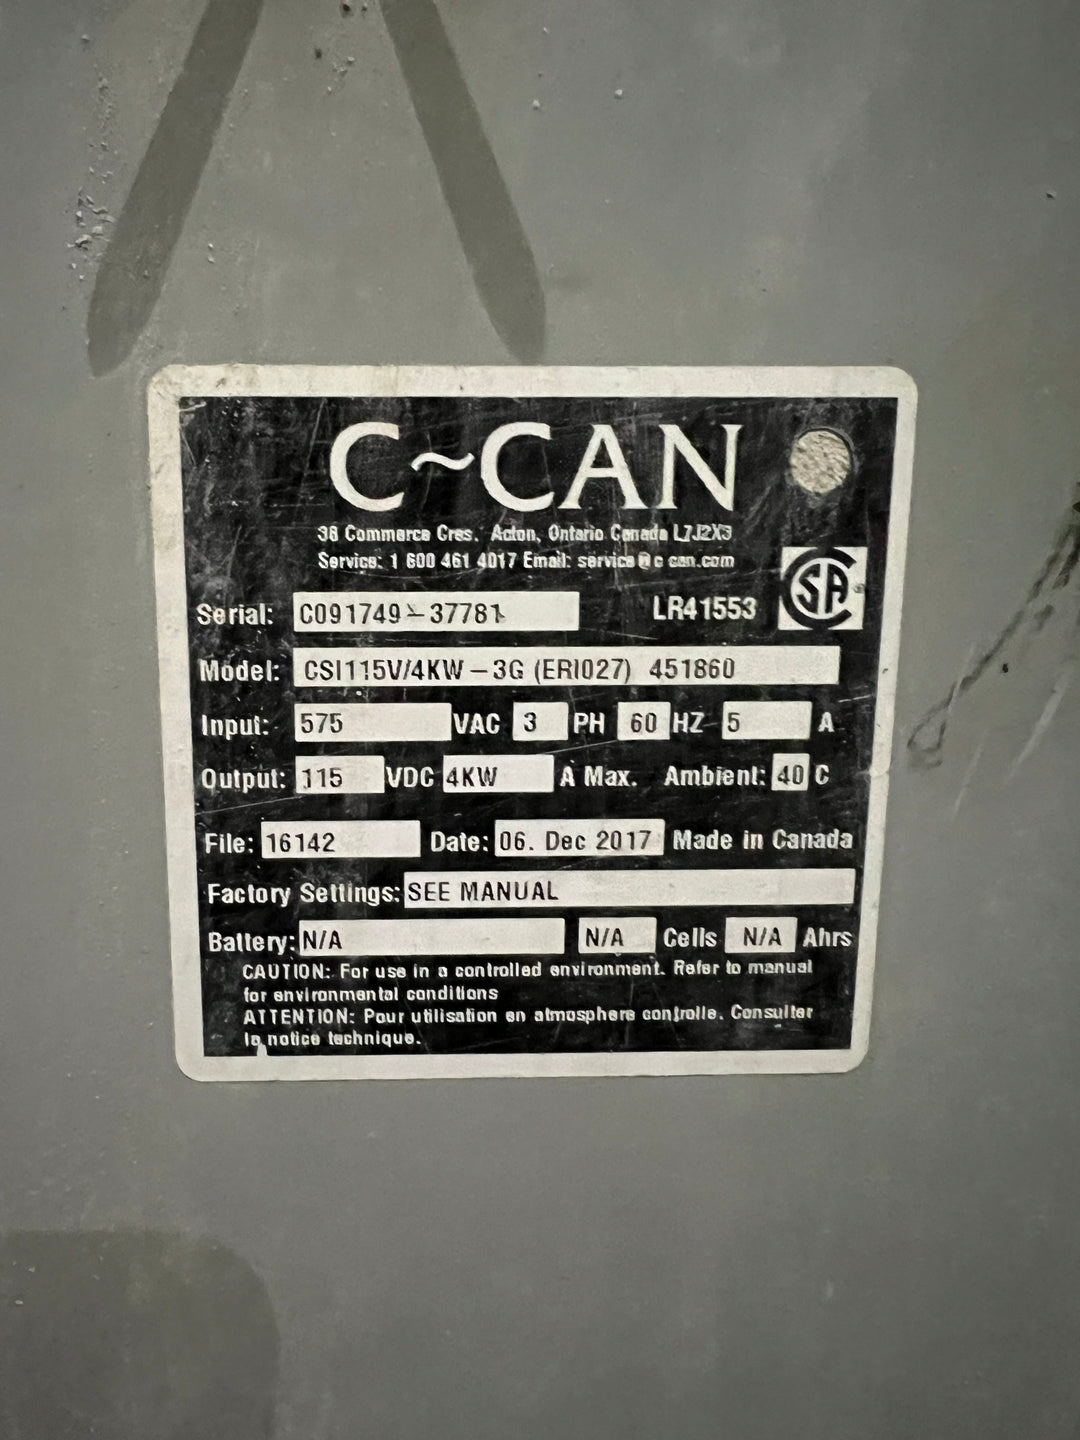 C~CAN
38 Commerce Cres. Acton, Ontario Canada L7J2X3
Service: 1 800 461 4017 Email: service@c-can.com
Serial: C091749-37781 LR41553 SA
Model: CSI115V/4KW-3G (ERI027) 451860
Input: 575 VAC 3 PH 60 HZ 5 A
Output: 115 VDC 4KW A Max. Ambient: 40 C
File: 16142 Date: 06. Dec 2017 Made in Canada
Factory Settings: SEE MANUAL
Battery: N/A N/A Cells N/A Ahrs
CAUTION: For use in a controlled environment. Refer to manual
for environmental conditions
ATTENTION: Pour utilisation en atmosphere controlle. Consulter
la notice technique.